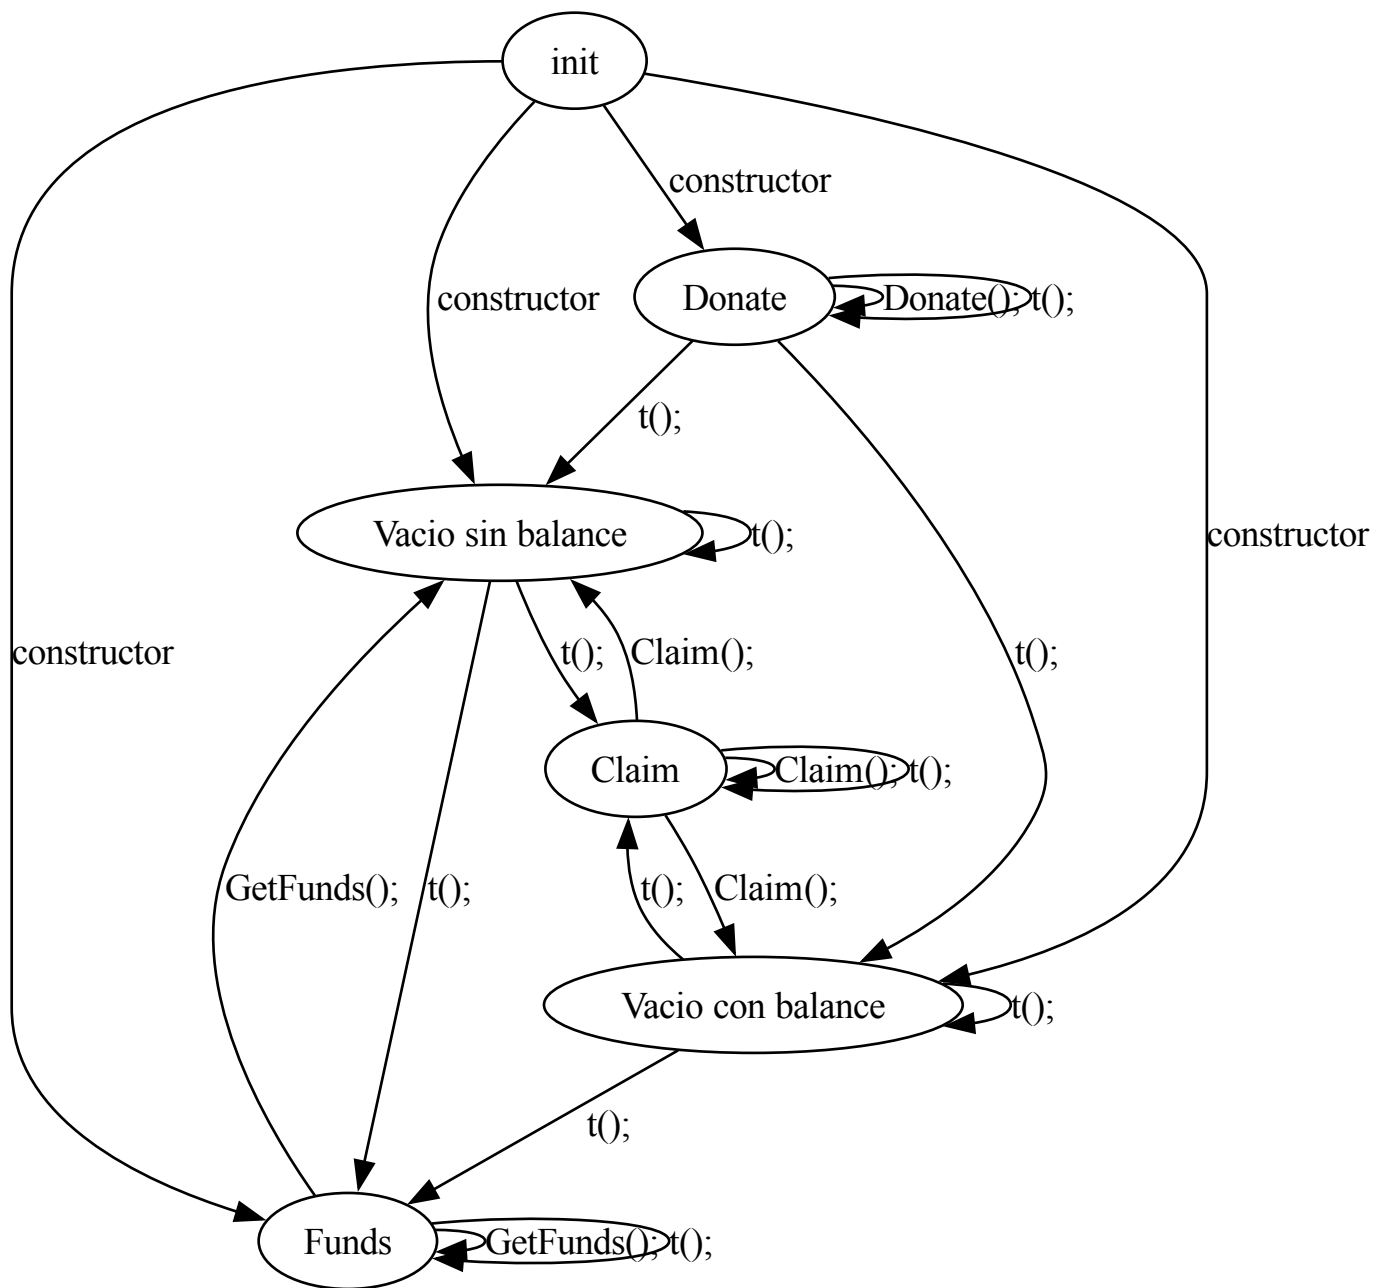 init
constructor
Donate
constructor
Donate();
t();
t();
Vacio sin balance
t();
constructor
constructor
t();
Claim();
t();
Claim
Claim();
t();
GetFunds();
t();
t();
Claim();
Vacio con balance
t();
t();
Funds
GetFunds();
t();